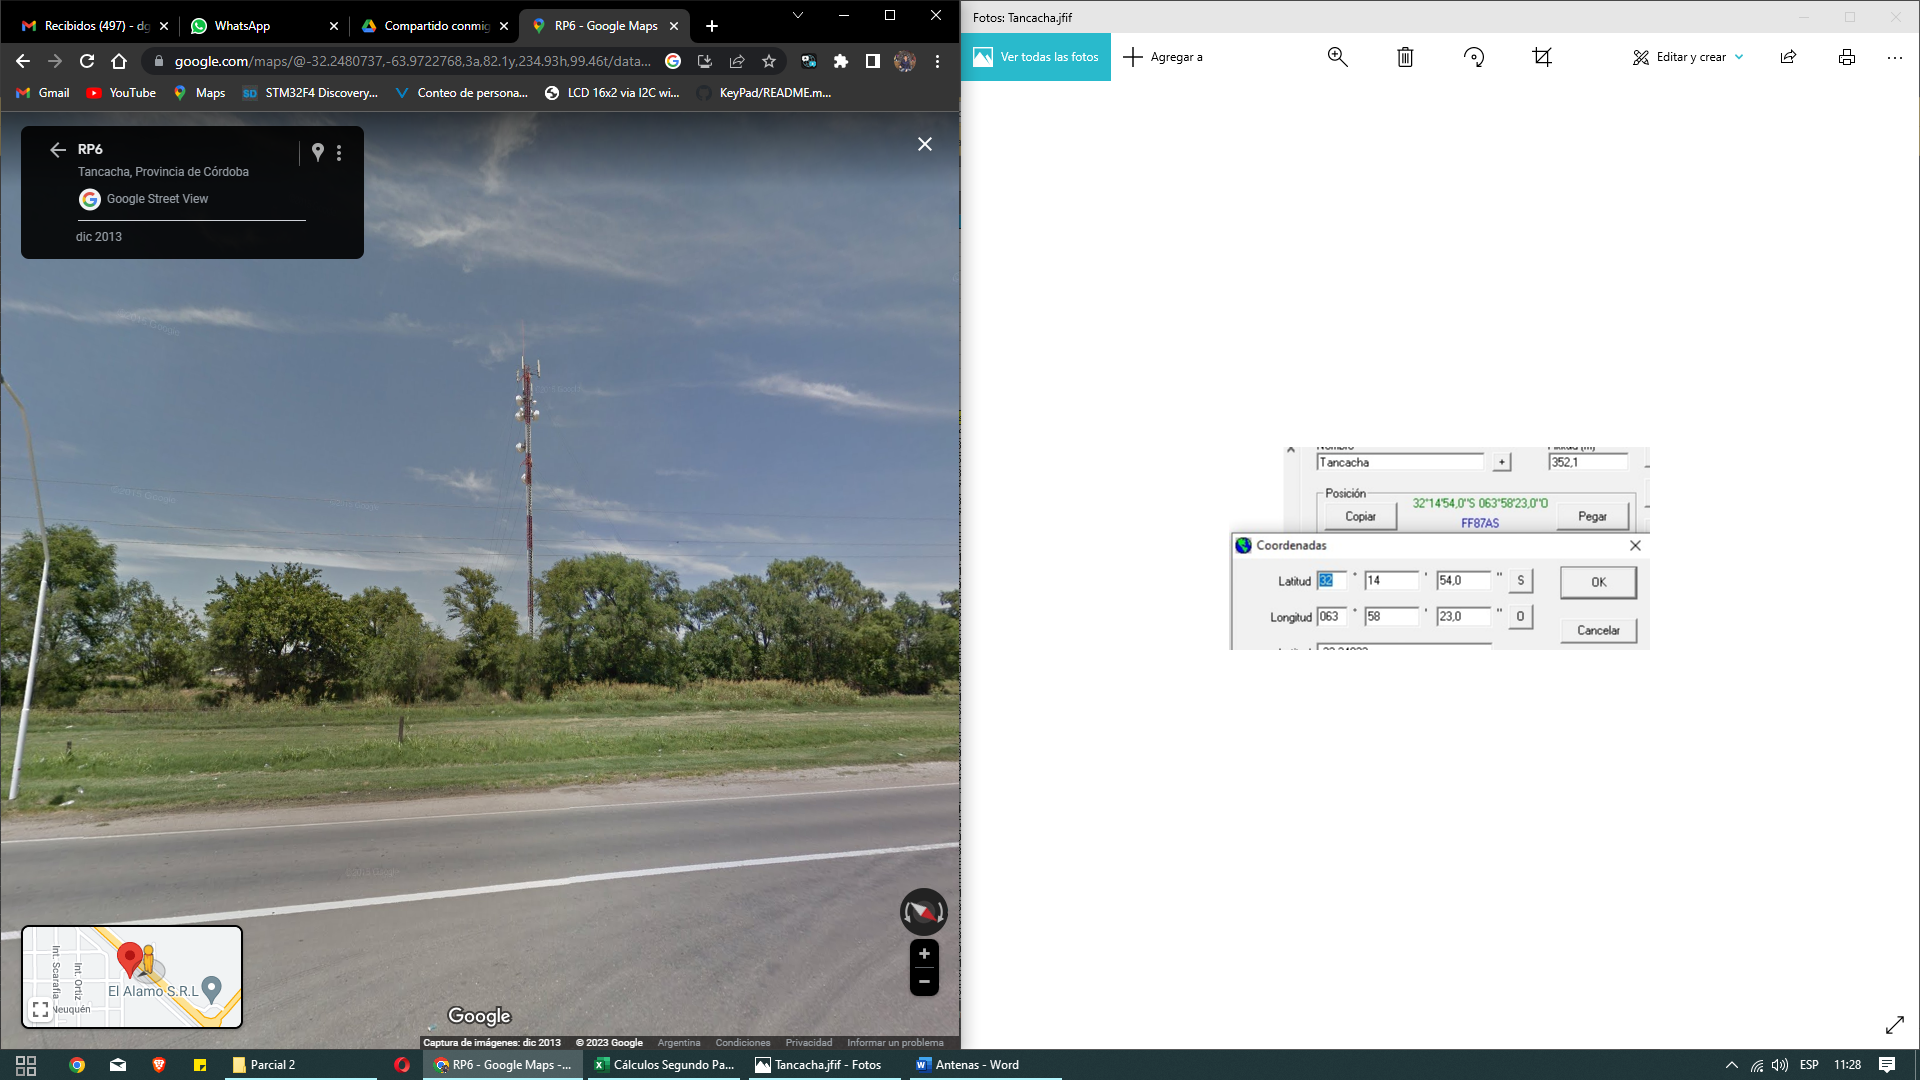 Recibidos (497) - dg
WhatsApp
Compartido conmig
RP6 - Google Maps
google.com/maps/@-32.2480737,-63.9722768,3a,82.1y,234.93h,99.46t/data...
Gmail
YouTube
Maps
STM32F4 Discovery...
Conteo de persona...
LCD 16x2 via I2C wi...
KeyPad/README.m...
RP6
Tancacha, Provincia de Córdoba
Google Street View
dic 2013
Int. Scarafía
Int. Ortiz
El Alamo S.R.L
Neuquén
Google
Captura de imágenes: dic 2013 © 2023 Google Argentina Condiciones Privacidad Informar un problema
Fotos: Tancacha.jfif
Ver todas las fotos
Agregar a
Editar y crear
Tancacha
+
352,1
Posición
Copiar
32°14'54,0''S 063°58'23,0''O
FF87AS
Pegar
Coordenadas
Latitud 32 ° 14 ' 54,0 '' S
OK
Longitud 063 ° 58 ' 23,0 '' O
Cancelar
Parcial 2
RP6 - Google Maps -...
Cálculos Segundo Pa...
Tancacha.jfif - Fotos
Antenas - Word
ESP
11:28